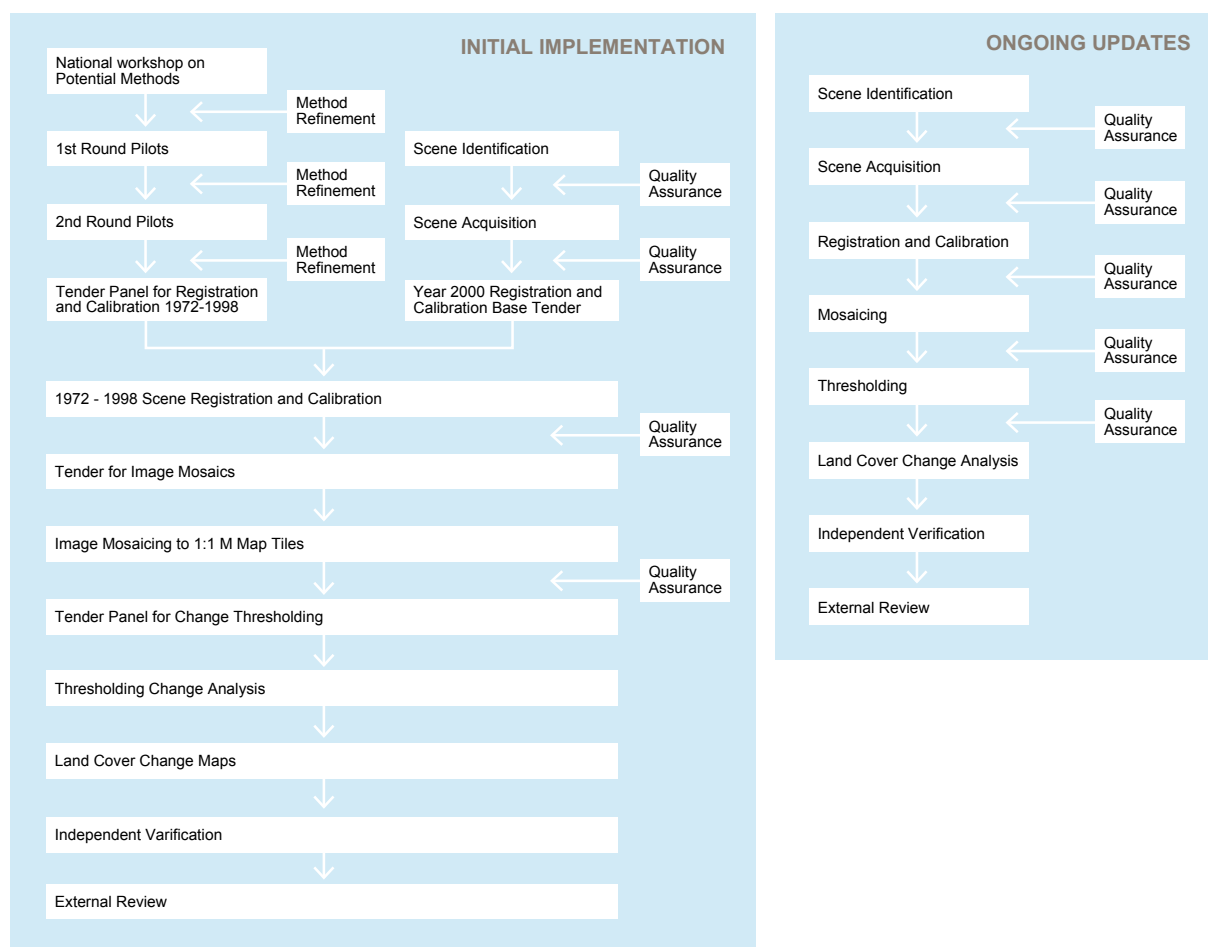 INITIAL IMPLEMENTATION
National workshop on
Potential Methods
Method
Refinement
1st Round Pilots
Method
Refinement
2nd Round Pilots
Method
Refinement
Tender Panel for Registration
and Calibration 1972-1998
Scene Identification
Quality
Assurance
Scene Acquisition
Quality
Assurance
Year 2000 Registration and
Calibration Base Tender
1972 - 1998 Scene Registration and Calibration
Quality
Assurance
Tender for Image Mosaics
Image Mosaicing to 1:1 M Map Tiles
Quality
Assurance
Tender Panel for Change Thresholding
Thresholding Change Analysis
Land Cover Change Maps
Independent Varification
External Review
ONGOING UPDATES
Scene Identification
Quality
Assurance
Scene Acquisition
Quality
Assurance
Registration and Calibration
Quality
Assurance
Mosaicing
Quality
Assurance
Thresholding
Quality
Assurance
Land Cover Change Analysis
Independent Verification
External Review